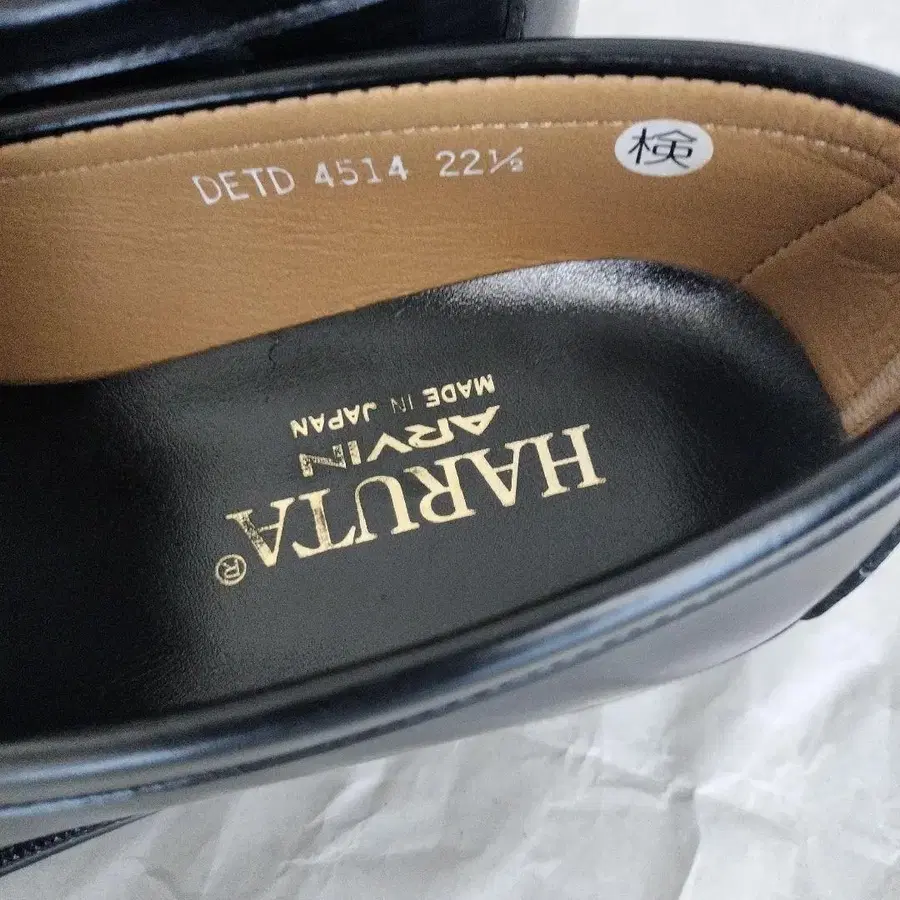 DETD 4514 22½
検
HARUTA®
ARVIN
MADE IN JAPAN